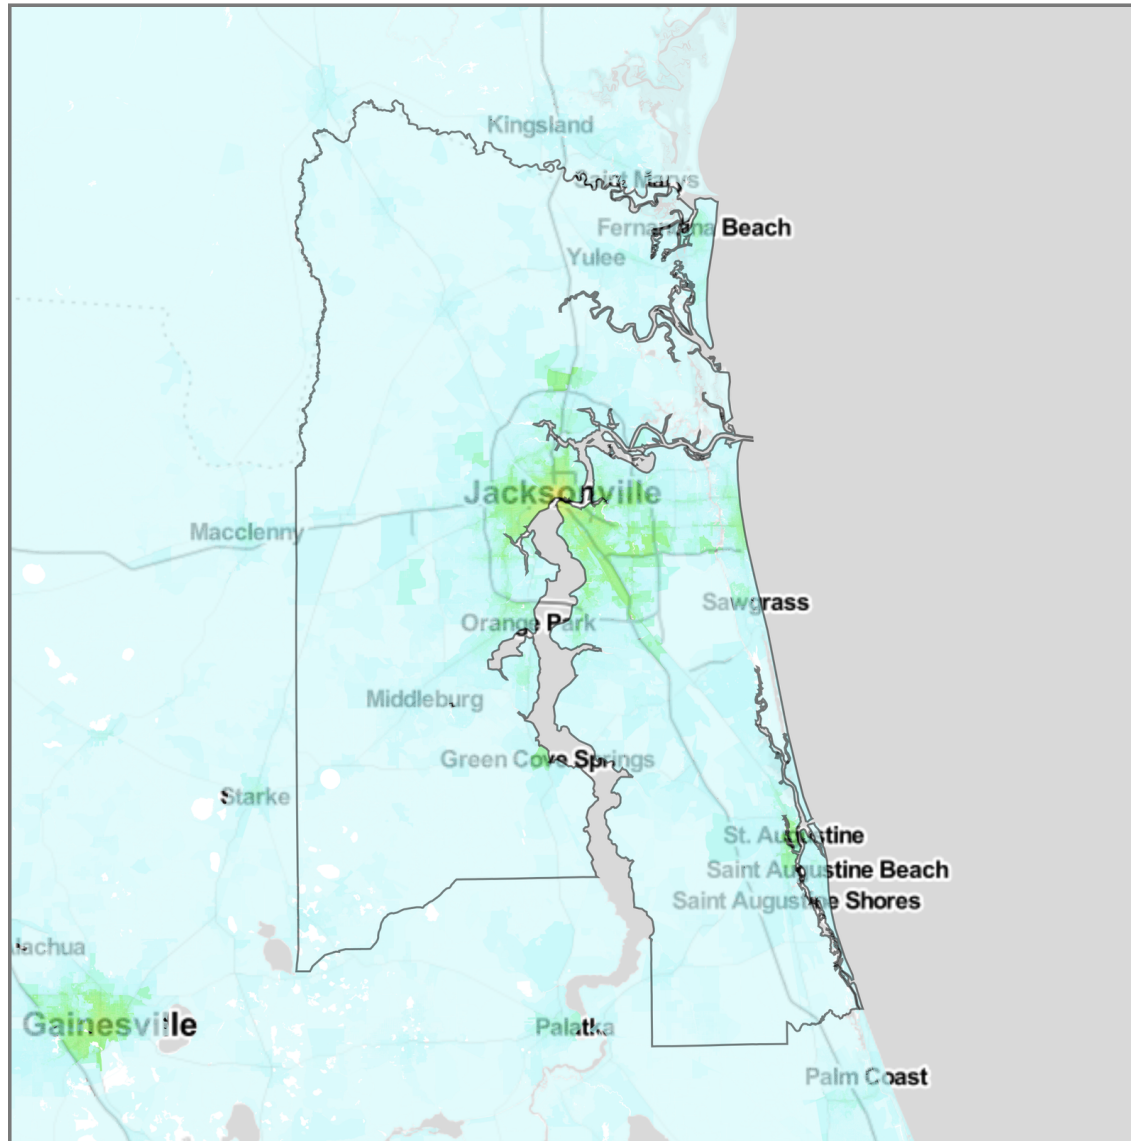 Kingsland
Saint Marys
Fernandina Beach
Yulee
Jacksonville
Macclenny
Sawgrass
Orange Park
Middleburg
Green Cove Springs
Starke
St. Augustine
Saint Augustine Beach
Saint Augustine Shores
Alachua
Gainesville
Palatka
Palm Coast